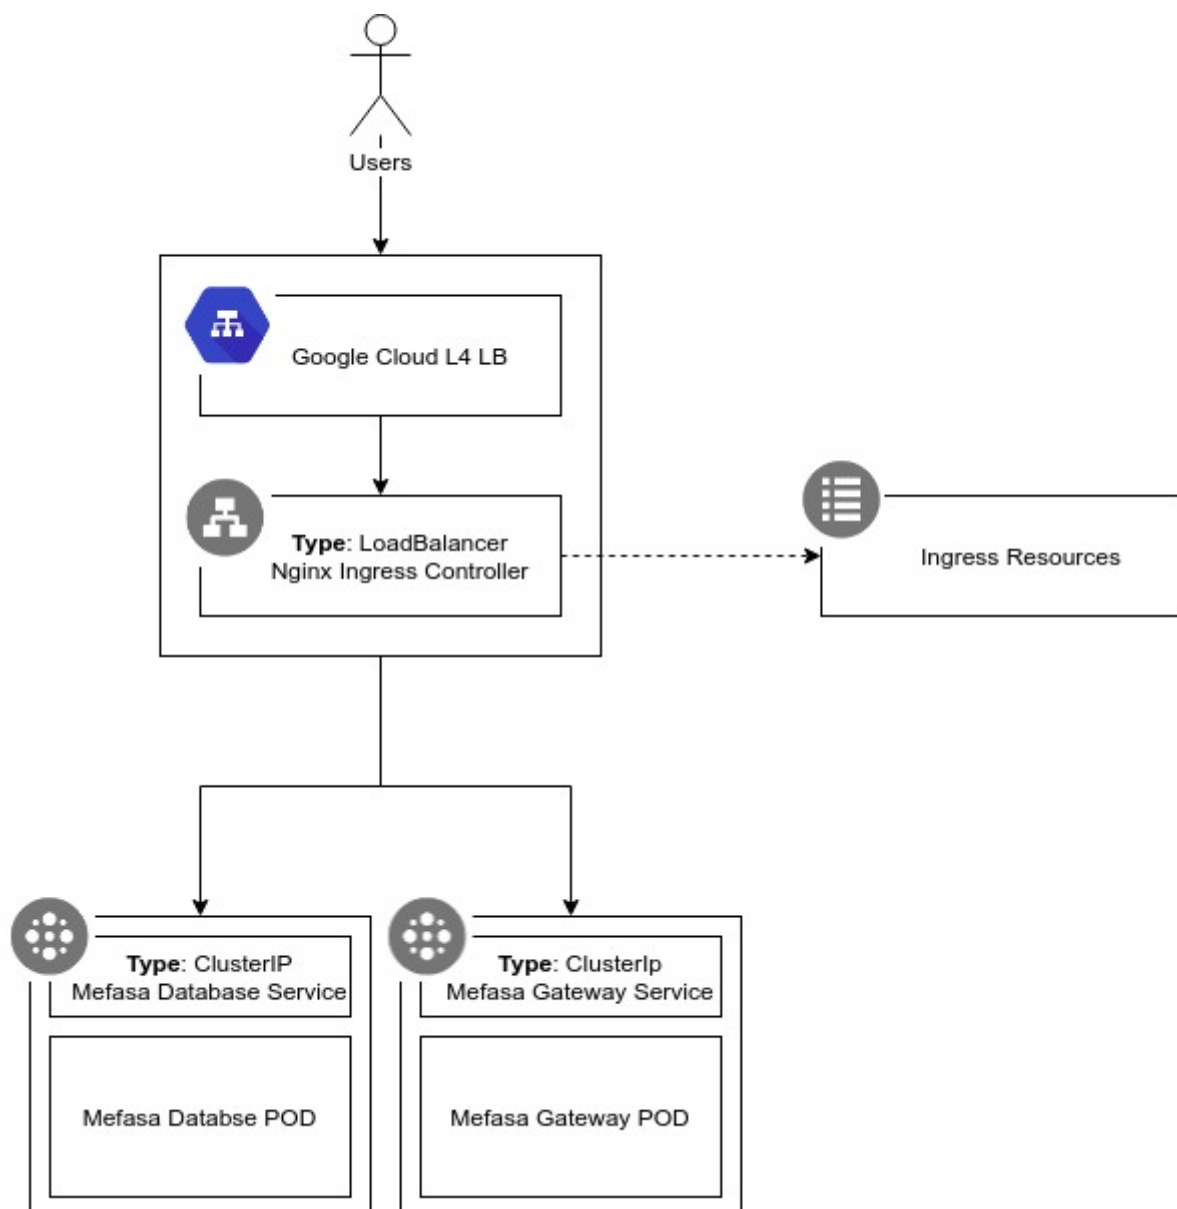 Users
Google Cloud L4 LB
Type: LoadBalancer
Nginx Ingress Controller
Ingress Resources
Type: ClusterIP
Mefasa Database Service
Type: ClusterIp
Mefasa Gateway Service
Mefasa Databse POD
Mefasa Gateway POD